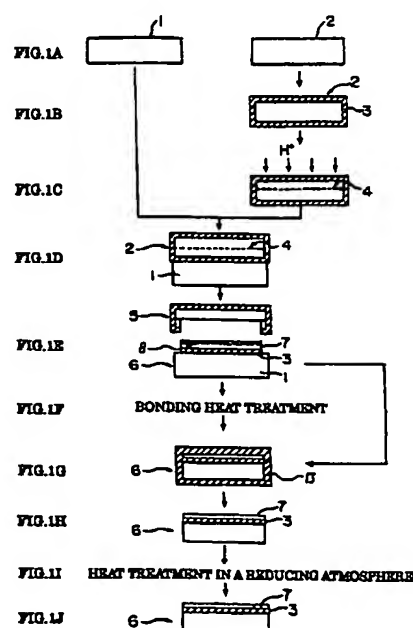 1
2
FIG.1A
2
FIG.1B
3
H⁺
FIG.1C
4
2
4
FIG.1D
1
5
7
8
FIG.1E
3
6
1
FIG.1F BONDING HEAT TREATMENT
6
FIG.1G
7
FIG.1H
3
6
FIG.1I HEAT TREATMENT IN A REDUCING ATMOSPHERE
7
3
FIG.1J
6